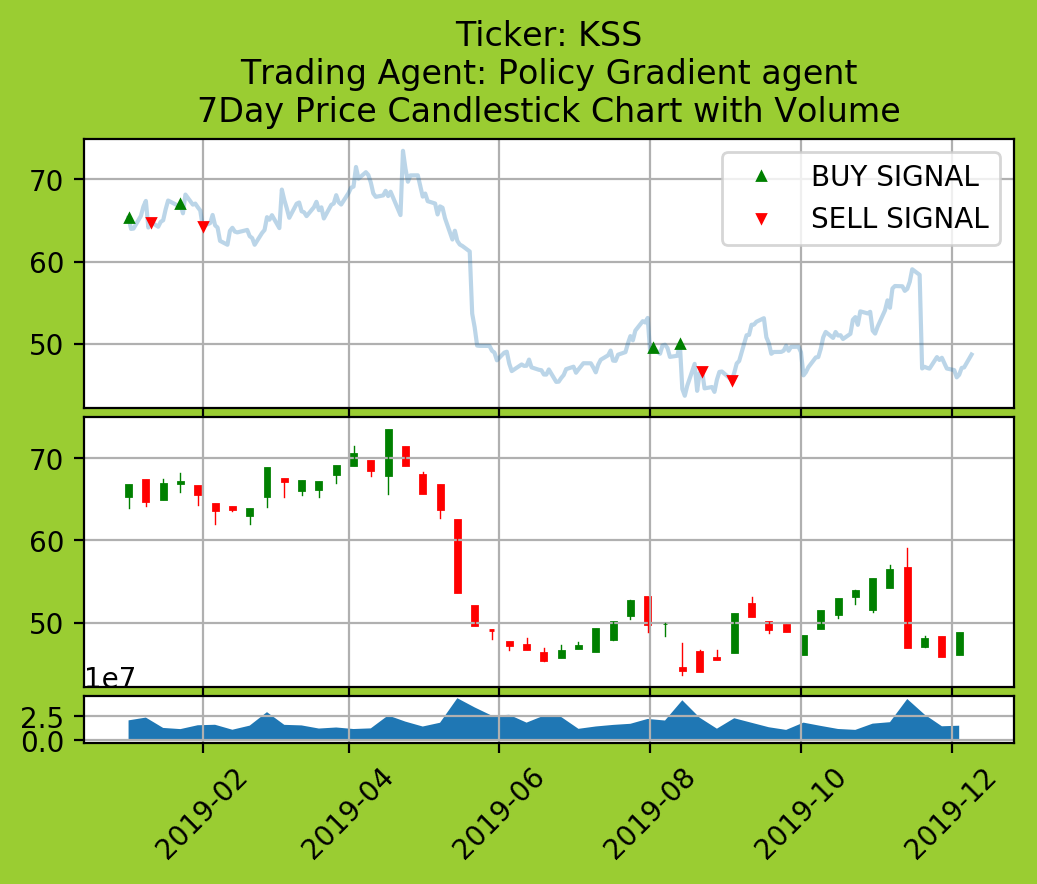 Ticker: KSS
Trading Agent: Policy Gradient agent
7Day Price Candlestick Chart with Volume
BUY SIGNAL
SELL SIGNAL
70
60
50
70
60
50
1e7
2.5
0.0
2019-02
2019-04
2019-06
2019-08
2019-10
2019-12